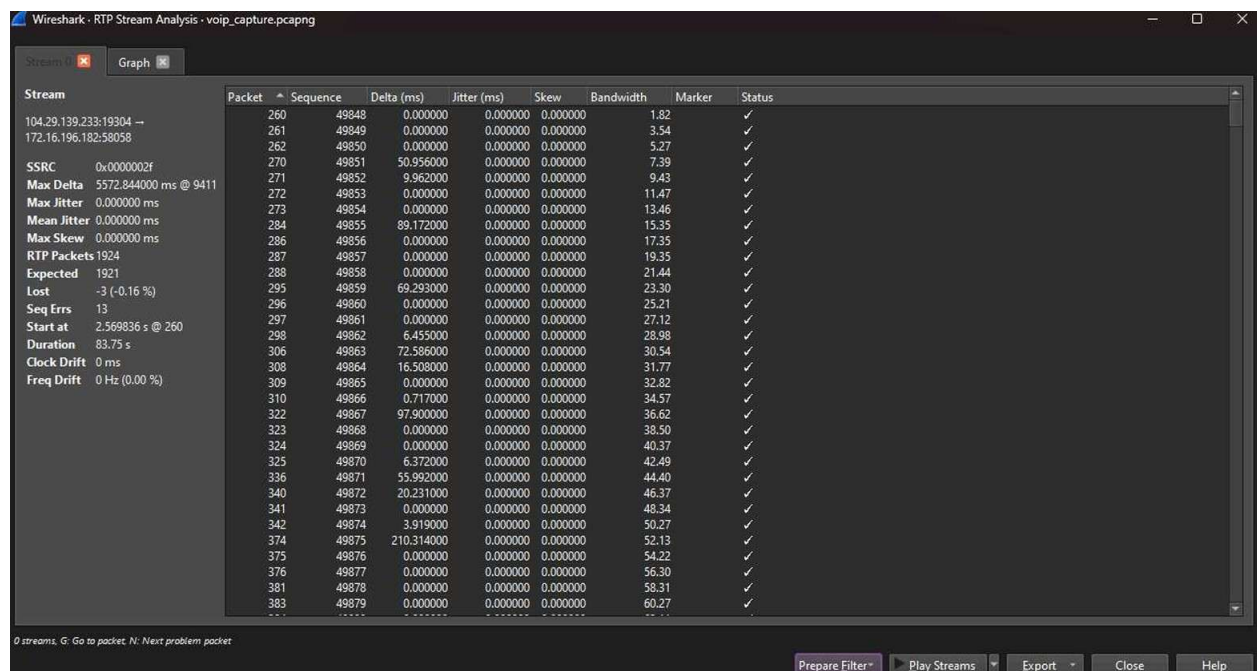 Wireshark · RTP Stream Analysis · voip_capture.pcapng
Stream 0 Graph
Stream
104.29.139.233:19304 →
172.16.196.182:58058
SSRC 0x0000002f
Max Delta 5572.844000 ms @ 9411
Max Jitter 0.000000 ms
Mean Jitter 0.000000 ms
Max Skew 0.000000 ms
RTP Packets 1924
Expected 1921
Lost -3 (-0.16 %)
Seq Errs 13
Start at 2.569836 s @ 260
Duration 83.75 s
Clock Drift 0 ms
Freq Drift 0 Hz (0.00 %)
Packet Sequence Delta (ms) Jitter (ms) Skew Bandwidth Marker Status
260 49848 0.000000 0.000000 0.000000 1.82 ✓
261 49849 0.000000 0.000000 0.000000 3.54 ✓
262 49850 0.000000 0.000000 0.000000 5.27 ✓
270 49851 50.956000 0.000000 0.000000 7.39 ✓
271 49852 9.962000 0.000000 0.000000 9.43 ✓
272 49853 0.000000 0.000000 0.000000 11.47 ✓
273 49854 0.000000 0.000000 0.000000 13.46 ✓
284 49855 89.172000 0.000000 0.000000 15.35 ✓
286 49856 0.000000 0.000000 0.000000 17.35 ✓
287 49857 0.000000 0.000000 0.000000 19.35 ✓
288 49858 0.000000 0.000000 0.000000 21.44 ✓
295 49859 69.293000 0.000000 0.000000 23.30 ✓
296 49860 0.000000 0.000000 0.000000 25.21 ✓
297 49861 0.000000 0.000000 0.000000 27.12 ✓
298 49862 6.455000 0.000000 0.000000 28.98 ✓
306 49863 72.586000 0.000000 0.000000 30.54 ✓
308 49864 16.508000 0.000000 0.000000 31.77 ✓
309 49865 0.000000 0.000000 0.000000 32.82 ✓
310 49866 0.717000 0.000000 0.000000 34.57 ✓
322 49867 97.900000 0.000000 0.000000 36.62 ✓
323 49868 0.000000 0.000000 0.000000 38.50 ✓
324 49869 0.000000 0.000000 0.000000 40.37 ✓
325 49870 6.372000 0.000000 0.000000 42.49 ✓
336 49871 55.992000 0.000000 0.000000 44.40 ✓
340 49872 20.231000 0.000000 0.000000 46.37 ✓
341 49873 0.000000 0.000000 0.000000 48.34 ✓
342 49874 3.919000 0.000000 0.000000 50.27 ✓
374 49875 210.314000 0.000000 0.000000 52.13 ✓
375 49876 0.000000 0.000000 0.000000 54.22 ✓
376 49877 0.000000 0.000000 0.000000 56.30 ✓
381 49878 0.000000 0.000000 0.000000 58.31 ✓
383 49879 0.000000 0.000000 0.000000 60.27 ✓
0 streams, G: Go to packet, N: Next problem packet
Prepare Filter Play Streams Export Close Help